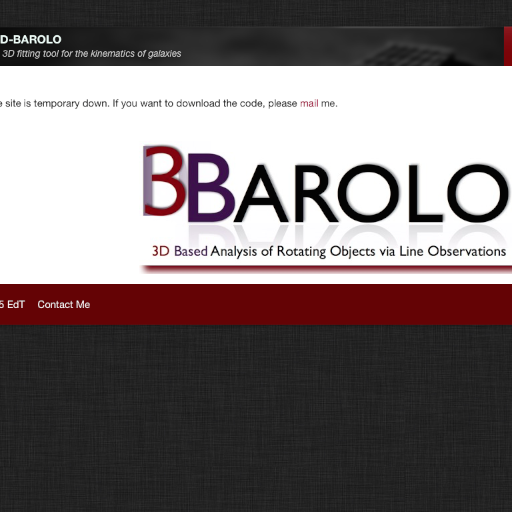 D-BAROLO
3D fitting tool for the kinematics of galaxies
e site is temporary down. If you want to download the code, please mail me.
3BBAROLO
3D Based Analysis of Rotating Objects via Line Observations
5 EdT Contact Me